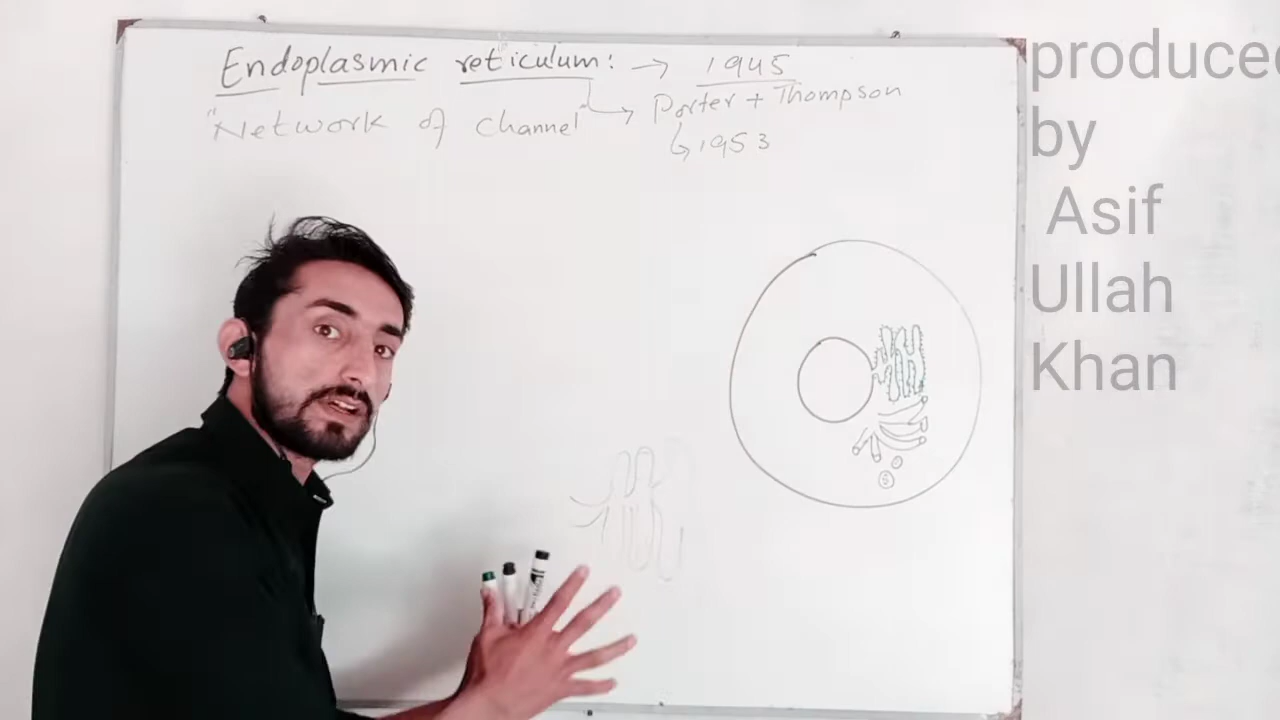 Endoplasmic reticulum: → 1945
"Network of channel" → Porter + Thompson
↳ 1953
S
produced
by
Asif
Ullah
Khan